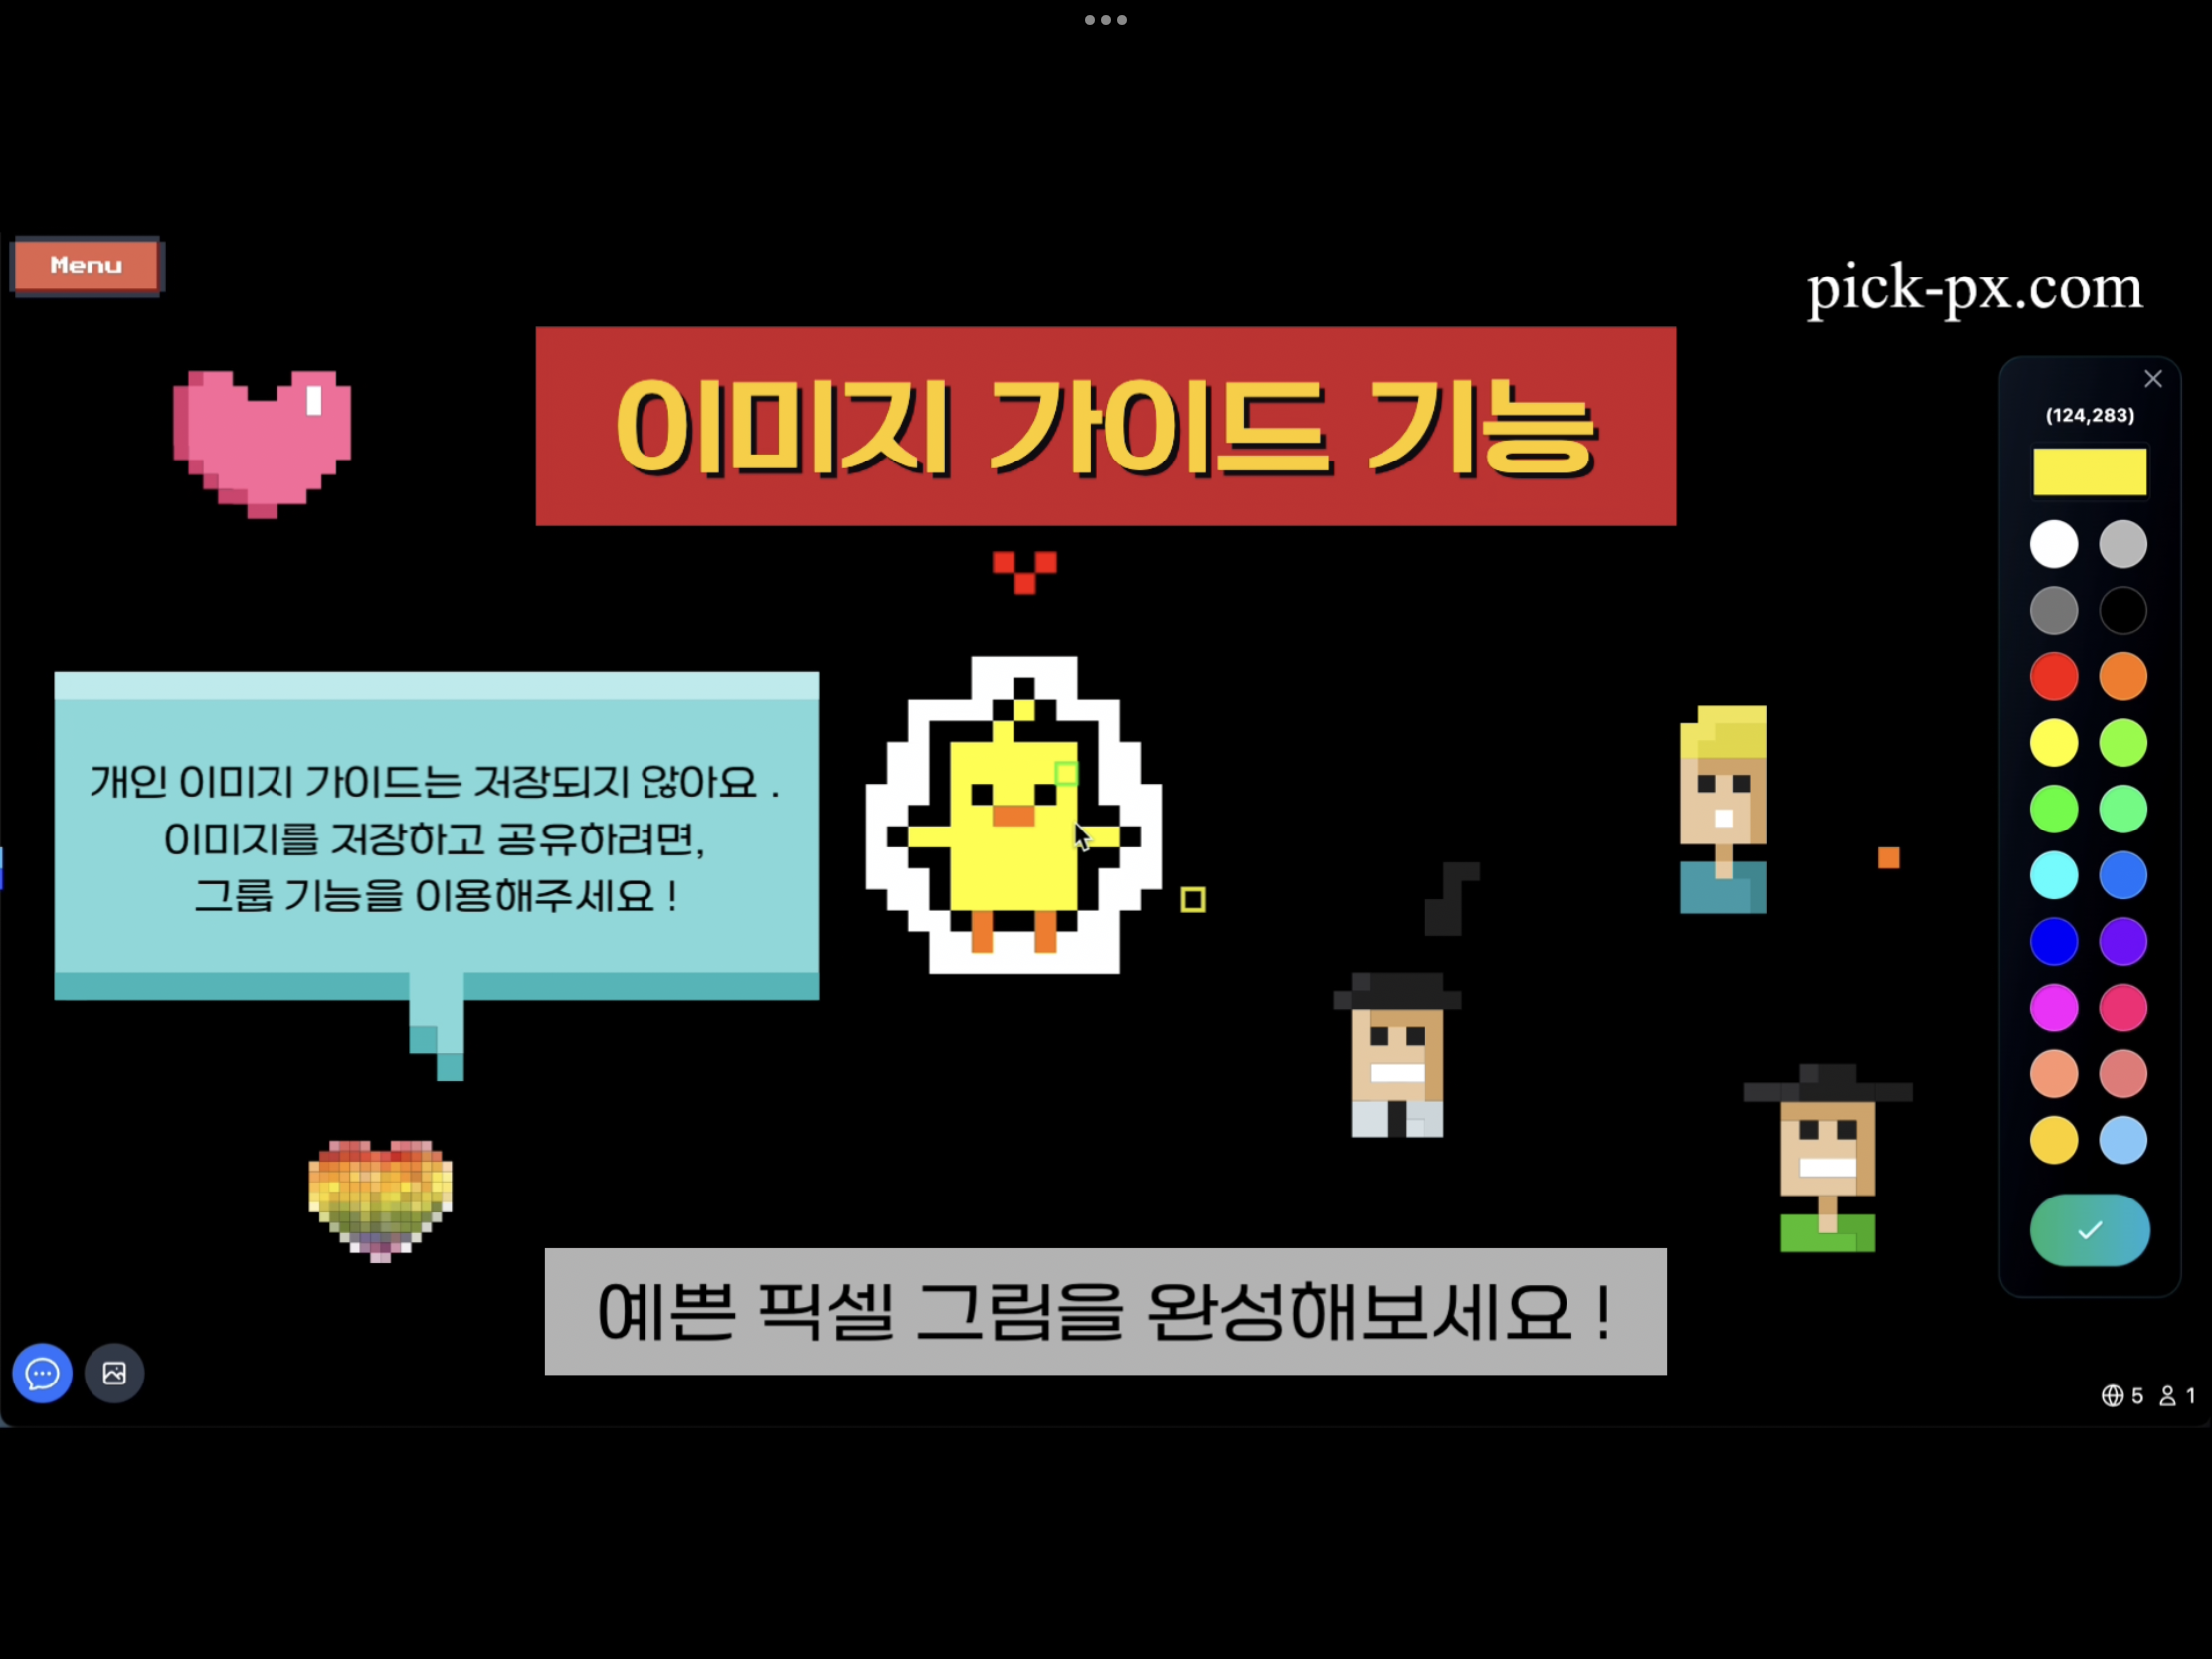 Menu
pick-px.com
이미지 가이드 기능
(124,283)
개인 이미지 가이드는 저장되지 않아요 .
이미지를 저장하고 공유하려면,
그룹 기능을 이용해주세요 !
예쁜 픽셀 그림을 완성해보세요 !
5 1